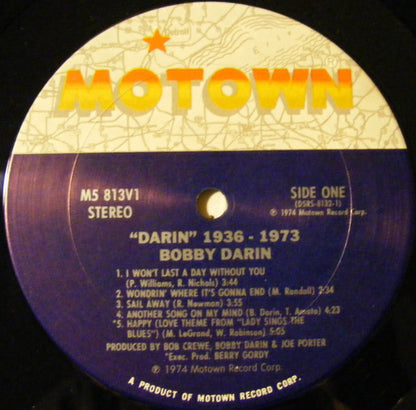 Detroit
MOTOWN
M5 813V1
STEREO
SIDE ONE
(DSRS-8132-1)
℗ 1974 Motown Record Corp.
"DARIN" 1936 - 1973
BOBBY DARIN
1. I WON'T LAST A DAY WITHOUT YOU
(P. Williams, R. Nichols) 3:44
2. WONDRIN' WHERE IT'S GONNA END (M. Randall) 2:34
3. SAIL AWAY (R. Newman) 3:55
4. ANOTHER SONG ON MY MIND (B. Darin, T. Amato) 4:23
*5. HAPPY (LOVE THEME FROM "LADY SINGS THE
BLUES") (M. LeGrand, W. Robinson) 5:05
PRODUCED BY BOB CREWE, BOBBY DARIN & JOE PORTER
*Exec. Prod. BERRY GORDY
℗ 1974 Motown Record Corp.
A PRODUCT OF MOTOWN RECORD CORP.